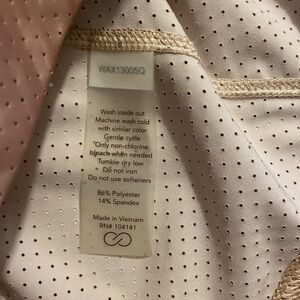 WAX13005Q
Wash inside out
Machine wash cold
with similar color
Gentle cycle
"Only non-chlorine
bleach when needed
Tumble dry low
Do not iron
Do not use softeners
86% Polyester
14% Spandex
Made in Vietnam
RN# 104141